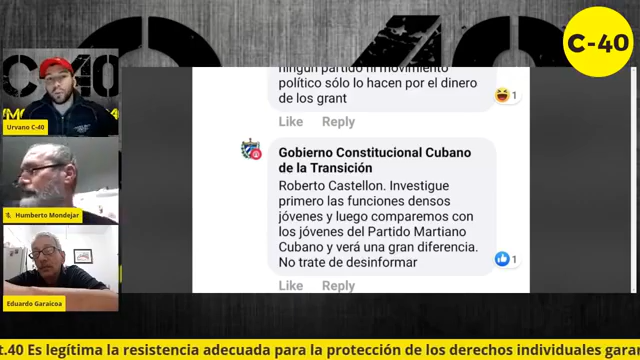 C-40
ningún partido ni movimiento
político sólo lo hacen por el dinero
de los grant
1
Like Reply
Urvano C-40
Gobierno Constitucional Cubano
de la Transición
Roberto Castellon. Investigue
primero las funciones densos
jóvenes y luego comparemos con
los jóvenes del Partido Martiano
Cubano y verá una gran diferencia.
No trate de desinformar
1
Like Reply
Humberto Mondejar
Eduardo Garaicoa
t.40 Es legítima la resistencia adecuada para la protección de los derechos individuales gara